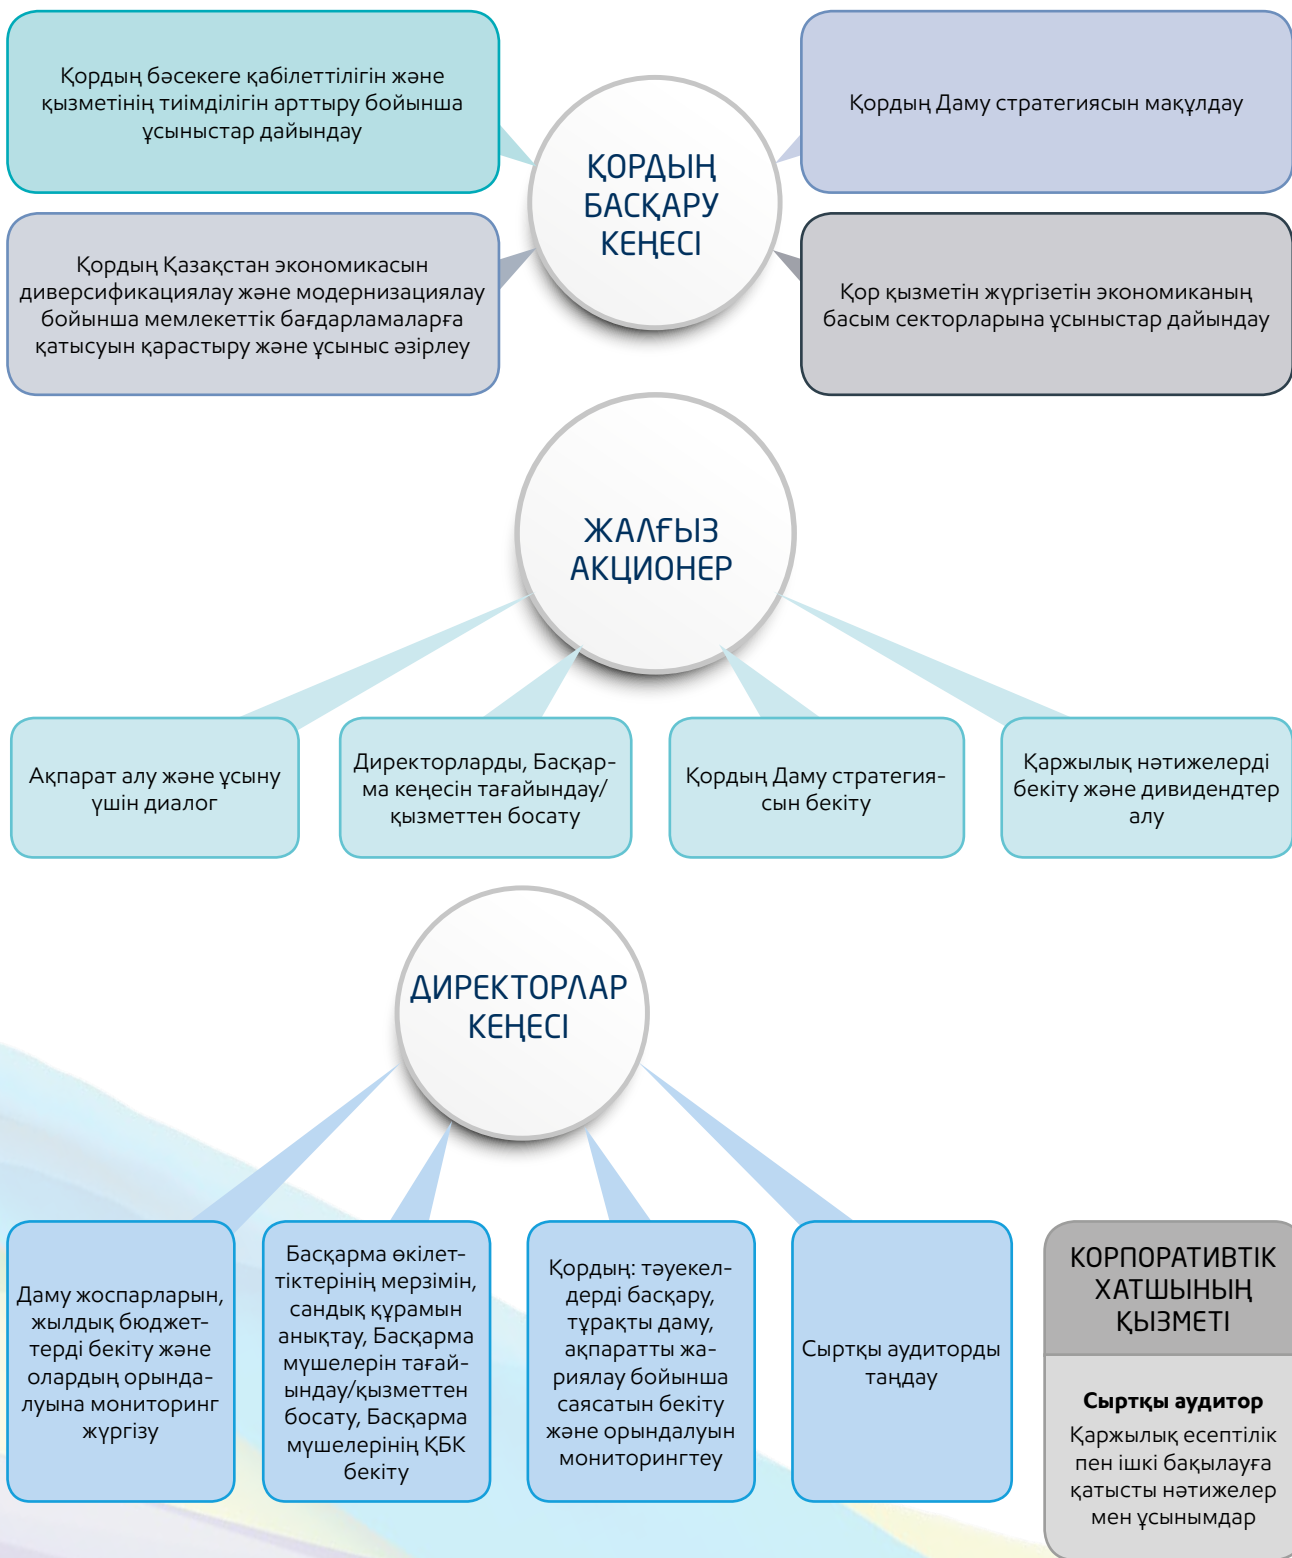 Қордың бәсекеге қабілеттілігін және
қызметінің тиімділігін арттыру бойынша
ұсыныстар дайындау
ҚОРДЫҢ
БАСҚАРУ
КЕҢЕСІ
Қордың Даму стратегиясын мақұлдау
Қордың Қазақстан экономикасын
диверсификациялау және модернизациялау
бойынша мемлекеттік бағдарламаларға
қатысуын қарастыру және ұсыныс әзірлеу
Қор қызметін жүргізетін экономиканың
басым секторларына ұсыныстар дайындау
ЖАЛҒЫЗ
АКЦИОНЕР
Ақпарат алу және ұсыну
үшін диалог
Директорларды, Басқар-
ма кеңесін тағайындау/
қызметтен босату
Қордың Даму стратегия-
сын бекіту
Қаржылық нәтижелерді
бекіту және дивидендтер
алу
ДИРЕКТОРЛАР
КЕҢЕСІ
Даму жоспарларын,
жылдық бюджет-
терді бекіту және
олардың орында-
луына мониторинг
жүргізу
Басқарма өкілет-
тіктерінің мерзімін,
сандық құрамын
анықтау, Басқарма
мүшелерін тағай-
ындау/қызметтен
босату, Басқарма
мүшелерінің ҚБК
бекіту
Қордың: тәуекел-
дерді басқару,
тұрақты даму,
ақпаратты жа-
риялау бойынша
саясатын бекіту
және орындалуын
мониторингтеу
Сыртқы аудиторды
таңдау
КОРПОРАТИВТІК
ХАТШЫНЫҢ
ҚЫЗМЕТІ
Сыртқы аудитор
Қаржылық есептілік
пен ішкі бақылауға
қатысты нәтижелер
мен ұсынымдар